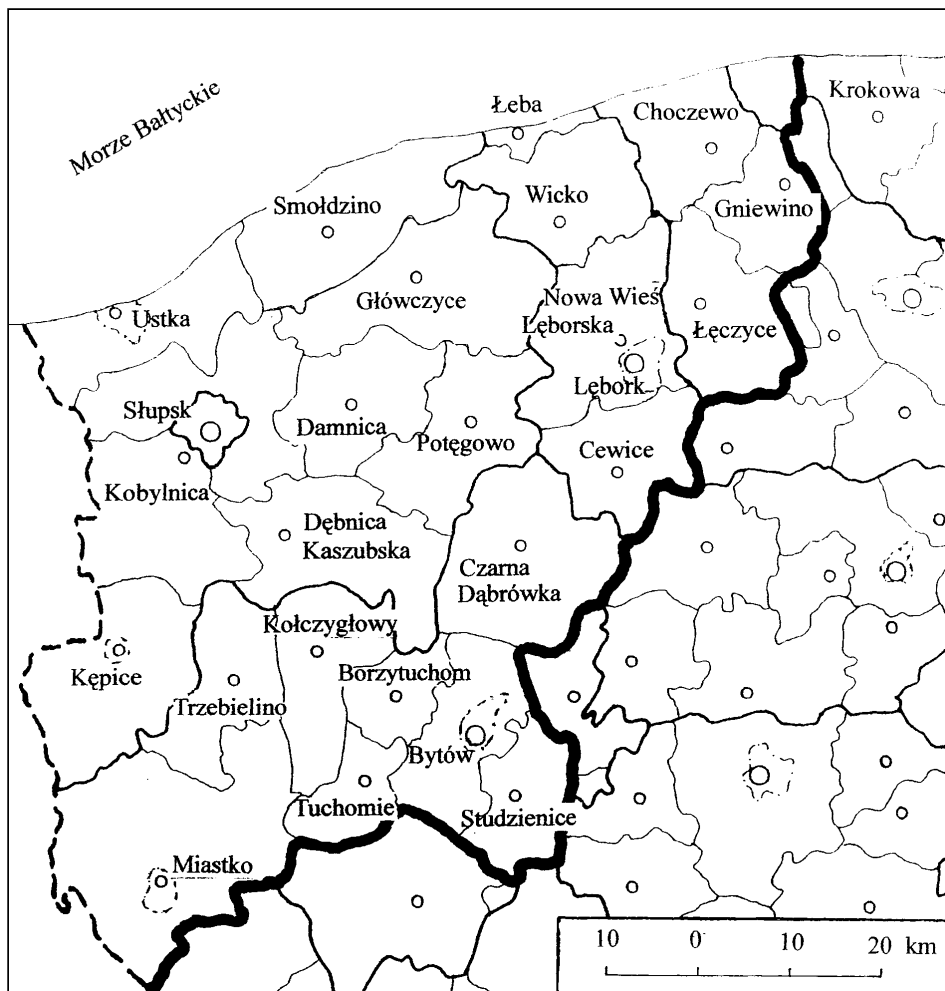 Morze Bałtyckie
Łeba
Choczewo
Krokowa
Smołdzino
Wicko
Gniewino
Główczyce
Nowa Wieś
Lęborska
Ustka
Łęczyce
Lębork
Słupsk
Damnica
Potęgowo
Cewice
Kobylnica
Dębnica
Kaszubska
Czarna
Dąbrówka
Kołczygłowy
Kępice
Borzytuchom
Trzebielino
Bytów
Tuchomie
Studzienice
Miastko
10 0 10 20 km